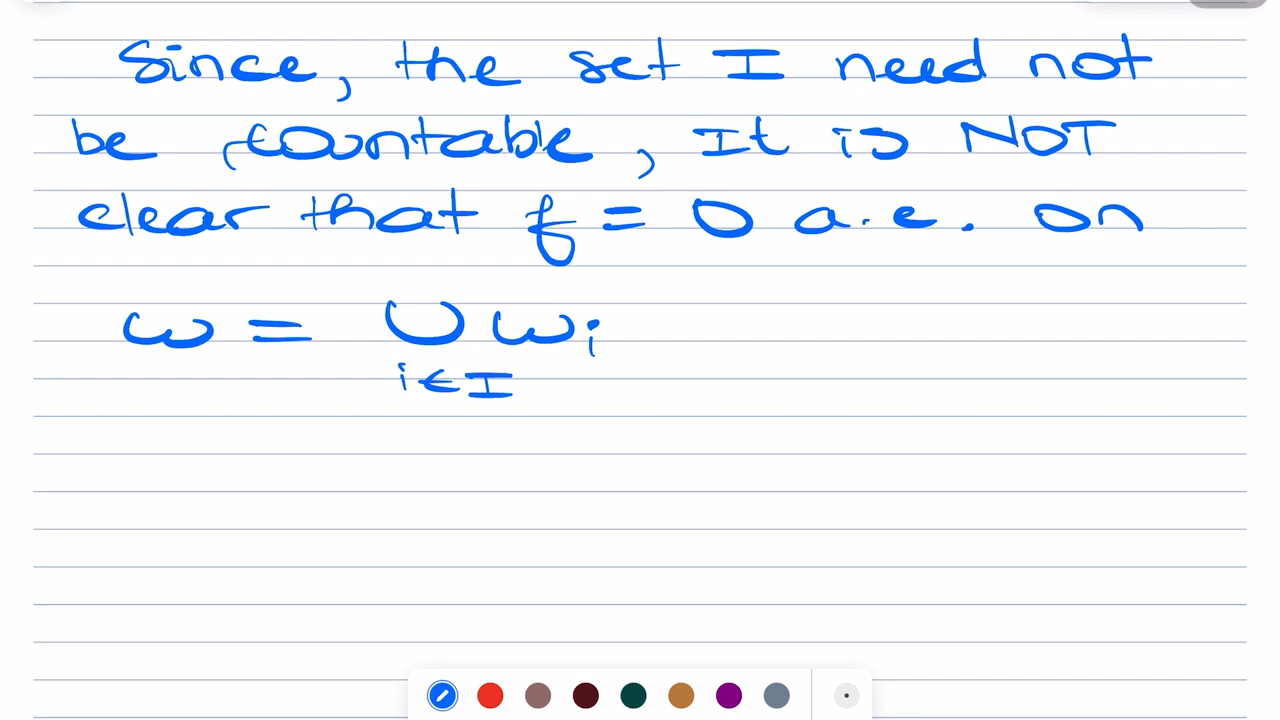 Since, the set I need not
be countable, It is NOT
clear that f = 0 a.e. on
ω = ∪ ωi
i ∈ I